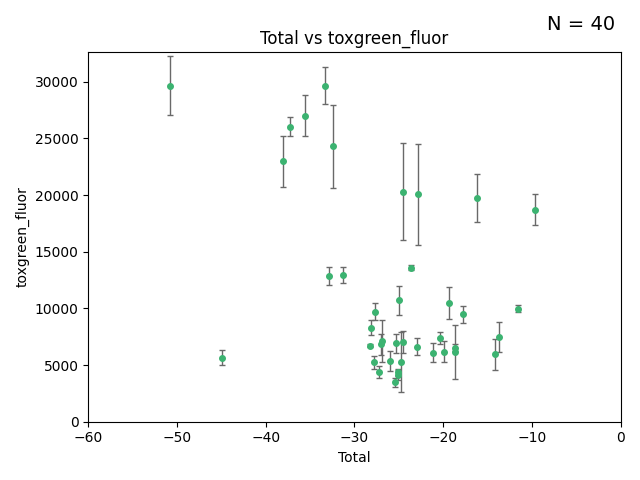 N = 40
Total vs toxgreen_fluor
30000
25000
20000
15000
10000
5000
0
toxgreen_fluor
−60 −50 −40 −30 −20 −10 0
Total